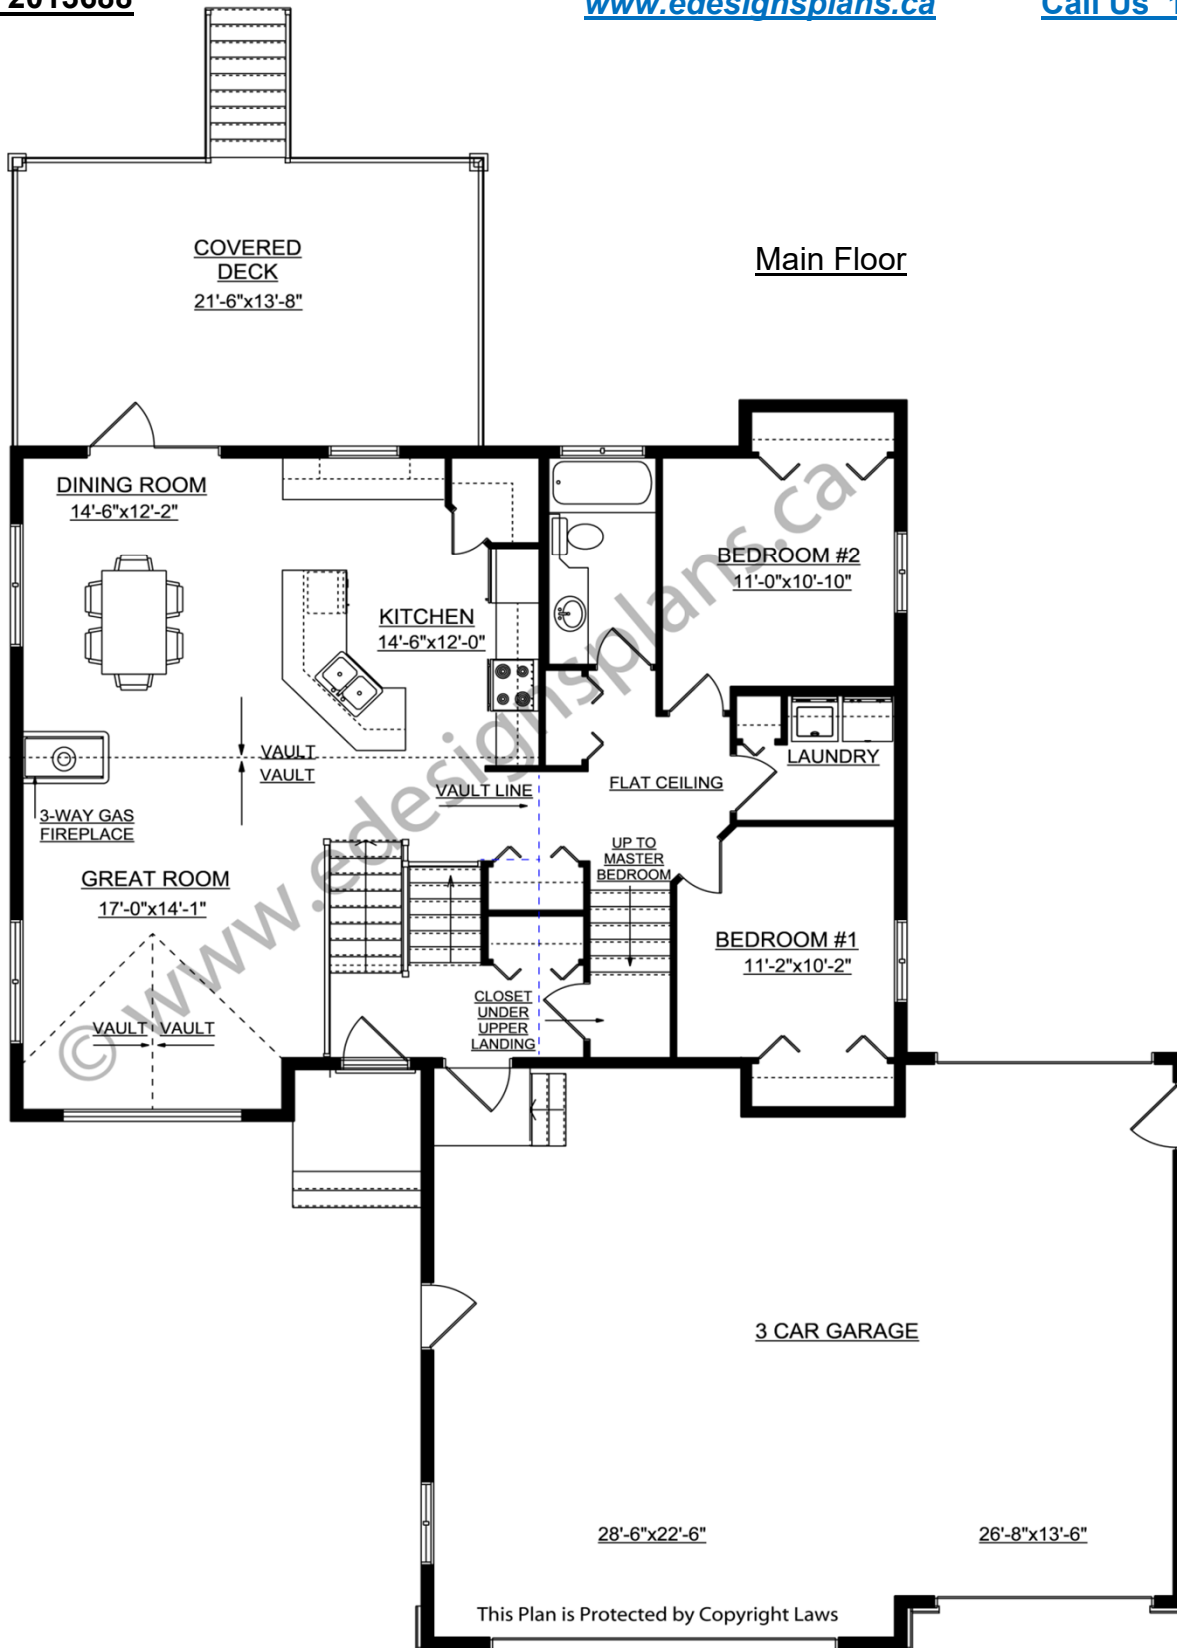 www.edesignsplans.ca
Main Floor
COVERED
DECK
21'-6"x13'-8"
DINING ROOM
14'-6"x12'-2"
KITCHEN
14'-6"x12'-0"
BEDROOM #2
11'-0"x10'-10"
LAUNDRY
VAULT
VAULT
VAULT LINE
FLAT CEILING
3-WAY GAS
FIREPLACE
UP TO
MASTER
BEDROOM
GREAT ROOM
17'-0"x14'-1"
BEDROOM #1
11'-2"x10'-2"
CLOSET
UNDER
UPPER
LANDING
VAULT VAULT
© www.edesignsplans.ca
3 CAR GARAGE
28'-6"x22'-6"
26'-8"x13'-6"
This Plan is Protected by Copyright Laws